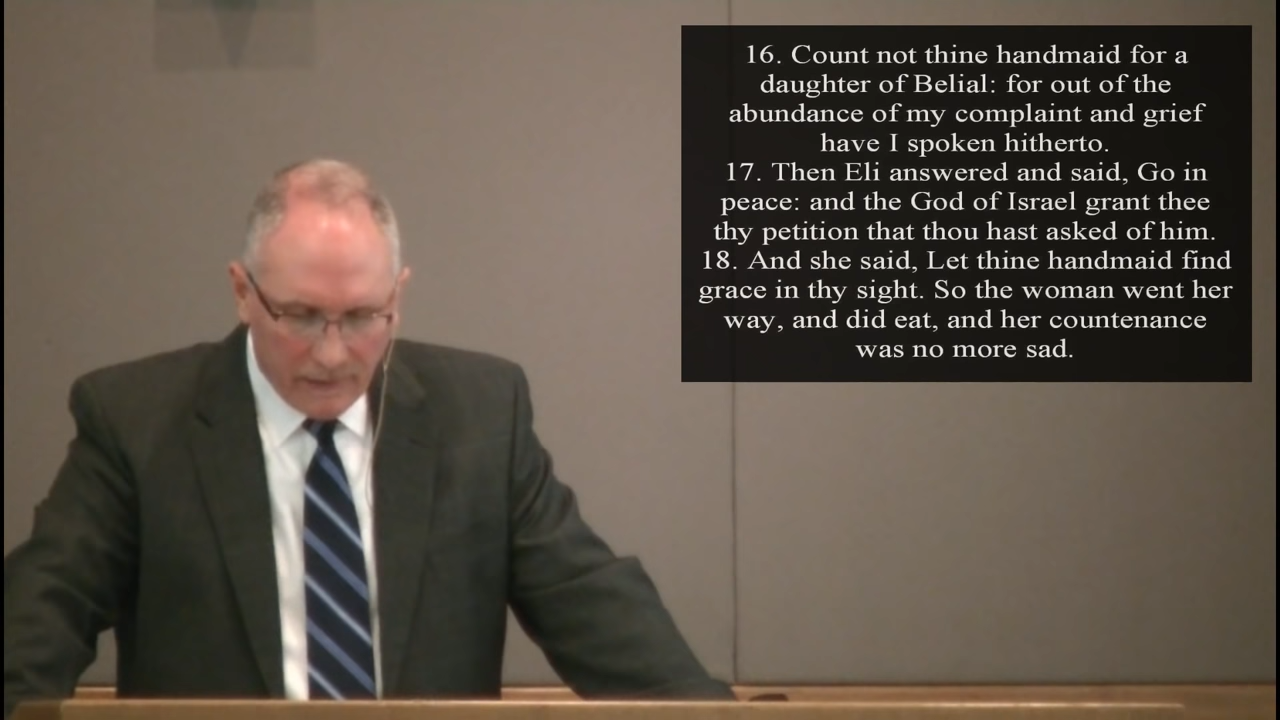 16. Count not thine handmaid for a
daughter of Belial: for out of the
abundance of my complaint and grief
have I spoken hitherto.
17. Then Eli answered and said, Go in
peace: and the God of Israel grant thee
thy petition that thou hast asked of him.
18. And she said, Let thine handmaid find
grace in thy sight. So the woman went her
way, and did eat, and her countenance
was no more sad.